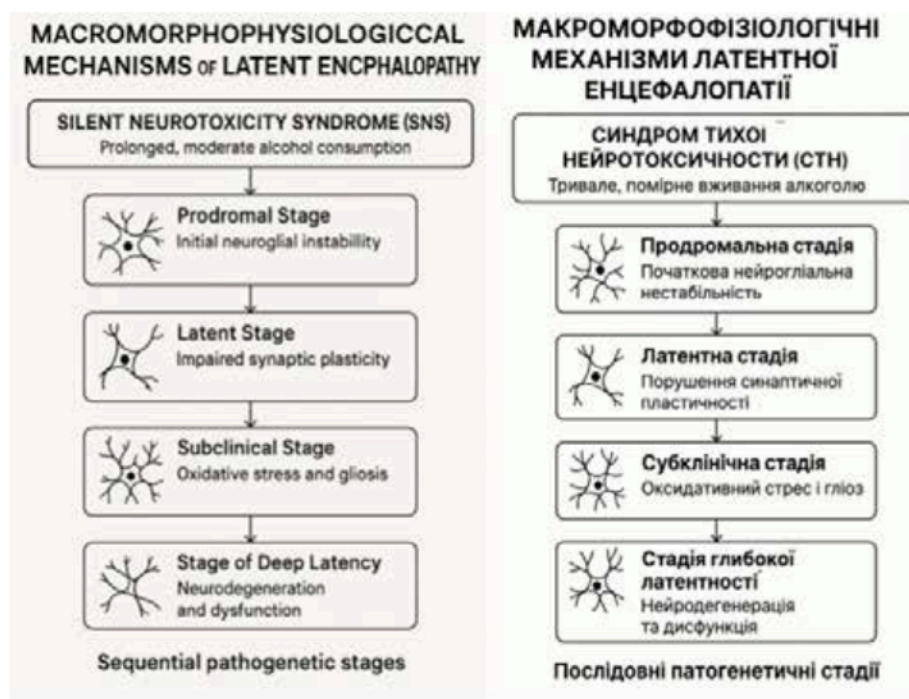 MACROMORPHOPHYSIOLOGICCAL
MECHANISMS OF LATENT ENCPHALOPATHY
SILENT NEUROTOXICITY SYNDROME (SNS)
Prolonged, moderate alcohol consumption
Prodromal Stage
Initial neuroglial instability
Latent Stage
Impaired synaptic plasticity
Subclinical Stage
Oxidative stress and gliosis
Stage of Deep Latency
Neurodegeneration
and dysfunction
Sequential pathogenetic stages
МАКРОМОРФОФІЗІОЛОГІЧНІ
МЕХАНІЗМИ ЛАТЕНТНОЇ
ЕНЦЕФАЛОПАТІЇ
СИНДРОМ ТИХОЇ
НЕЙРОТОКСИЧНОСТИ (СТН)
Тривале, помірне вживання алкоголю
Продромальна стадія
Початкова нейрогліальна
нестабільність
Латентна стадія
Порушення синаптичної
пластичності
Субклінічна стадія
Оксидативний стрес і гліоз
Стадія глибокої
латентності
Нейродегенерація
та дисфункція
Послідовні патогенетичні стадії